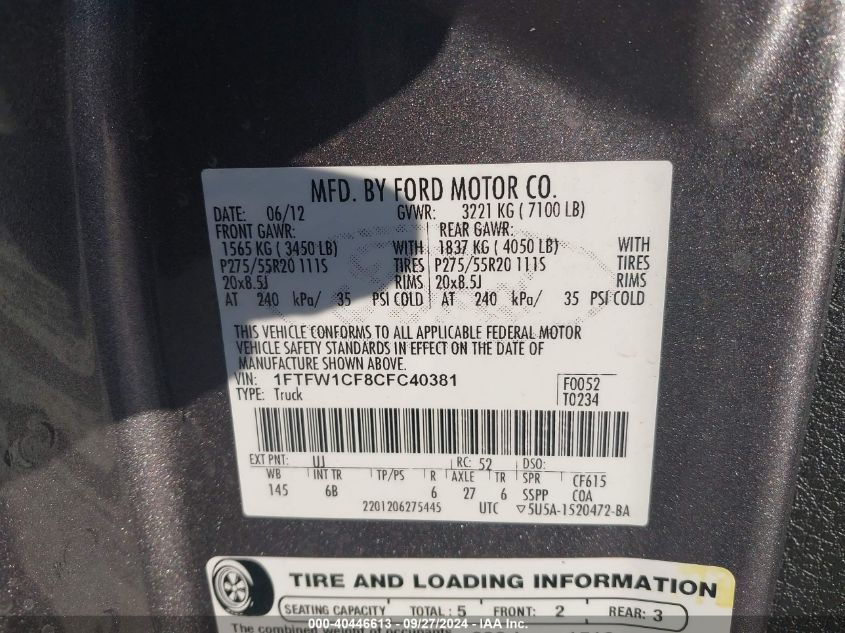 MFD. BY FORD MOTOR CO.
DATE: 06/12 GVWR: 3221 KG ( 7100 LB)
FRONT GAWR: REAR GAWR:
1565 KG ( 3450 LB) WITH 1837 KG ( 4050 LB) WITH
P275/55R20 111S TIRES P275/55R20 111S TIRES
20x8.5J RIMS 20x8.5J RIMS
AT 240 kPa/ 35 PSI COLD AT 240 kPa/ 35 PSI COLD
THIS VEHICLE CONFORMS TO ALL APPLICABLE FEDERAL MOTOR
VEHICLE SAFETY STANDARDS IN EFFECT ON THE DATE OF
MANUFACTURE SHOWN ABOVE.
VIN: 1FTFW1CF8CFC40381 F0052
TYPE: Truck T0234
EXT PNT: UJ RC: 52 DSO:
WB INT TR TP/PS R AXLE TR SPR CF615
145 6B 6 27 6 SSPP COA
2201206275445 UTC ▽5U5A-1520472-BA
TIRE AND LOADING INFORMATION
SEATING CAPACITY TOTAL : 5 FRONT: 2 REAR: 3
The combined weight of occupants
000-40446613 - 09/27/2024 - IAA Inc.